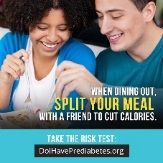 WHEN DINING OUT,
SPLIT YOUR MEAL
WITH A FRIEND TO CUT CALORIES.
TAKE THE RISK TEST:
DoIHavePrediabetes.org